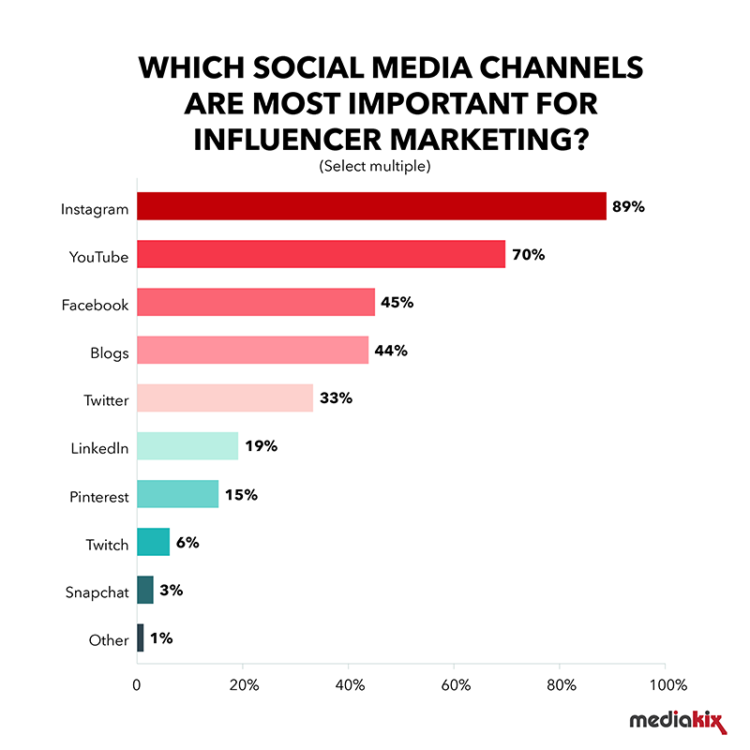 WHICH SOCIAL MEDIA CHANNELS
ARE MOST IMPORTANT FOR
INFLUENCER MARKETING?
(Select multiple)
Instagram 89%
YouTube 70%
Facebook 45%
Blogs 44%
Twitter 33%
LinkedIn 19%
Pinterest 15%
Twitch 6%
Snapchat 3%
Other 1%
0 20% 40% 60% 80% 100%
mediakix